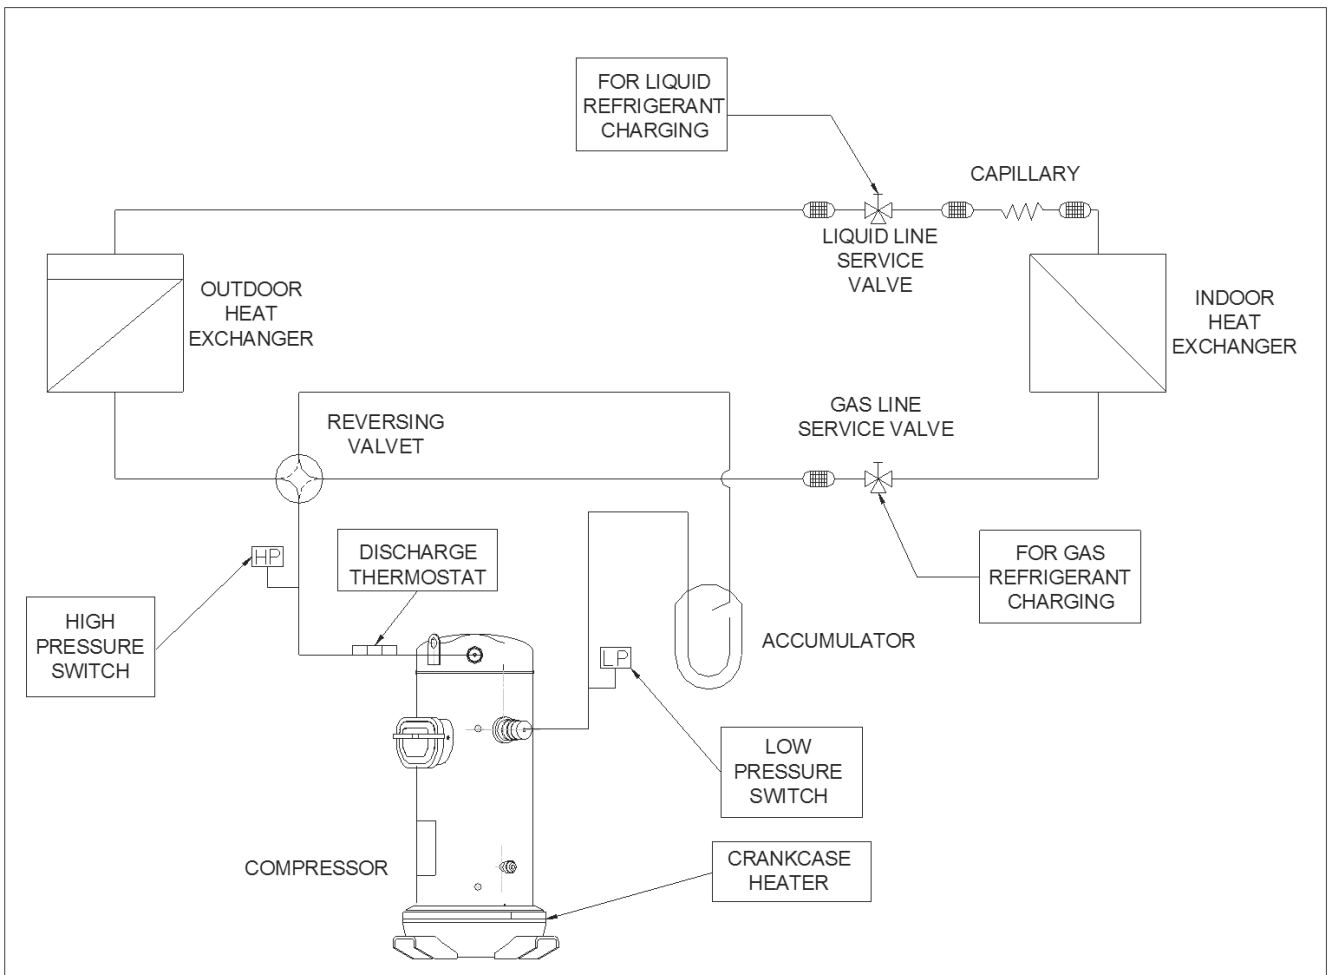 FOR LIQUID
REFRIGERANT
CHARGING
CAPILLARY
LIQUID LINE
SERVICE
VALVE
OUTDOOR
HEAT
EXCHANGER
INDOOR
HEAT
EXCHANGER
REVERSING
VALVET
GAS LINE
SERVICE VALVE
HP
DISCHARGE
THERMOSTAT
FOR GAS
REFRIGERANT
CHARGING
HIGH
PRESSURE
SWITCH
ACCUMULATOR
LP
LOW
PRESSURE
SWITCH
COMPRESSOR
CRANKCASE
HEATER